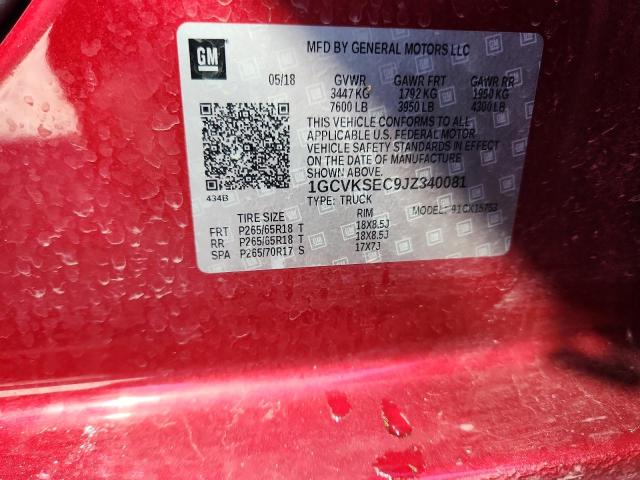 GM
MFD BY GENERAL MOTORS LLC
05/18 GVWR GAWR FRT GAWR RR
3447 KG 1792 KG 1950 KG
7600 LB 3950 LB 4300 LB
THIS VEHICLE CONFORMS TO ALL
APPLICABLE U.S. FEDERAL MOTOR
VEHICLE SAFETY STANDARDS IN EFFECT
ON THE DATE OF MANUFACTURE
SHOWN ABOVE.
434B
1GCVKSEC9JZ340081
TYPE: TRUCK MODEL: 91CK15753
TIRE SIZE RIM
FRT P265/65R18 T 18X8.5J
RR P265/65R18 T 18X8.5J
SPA P265/70R17 S 17X7J